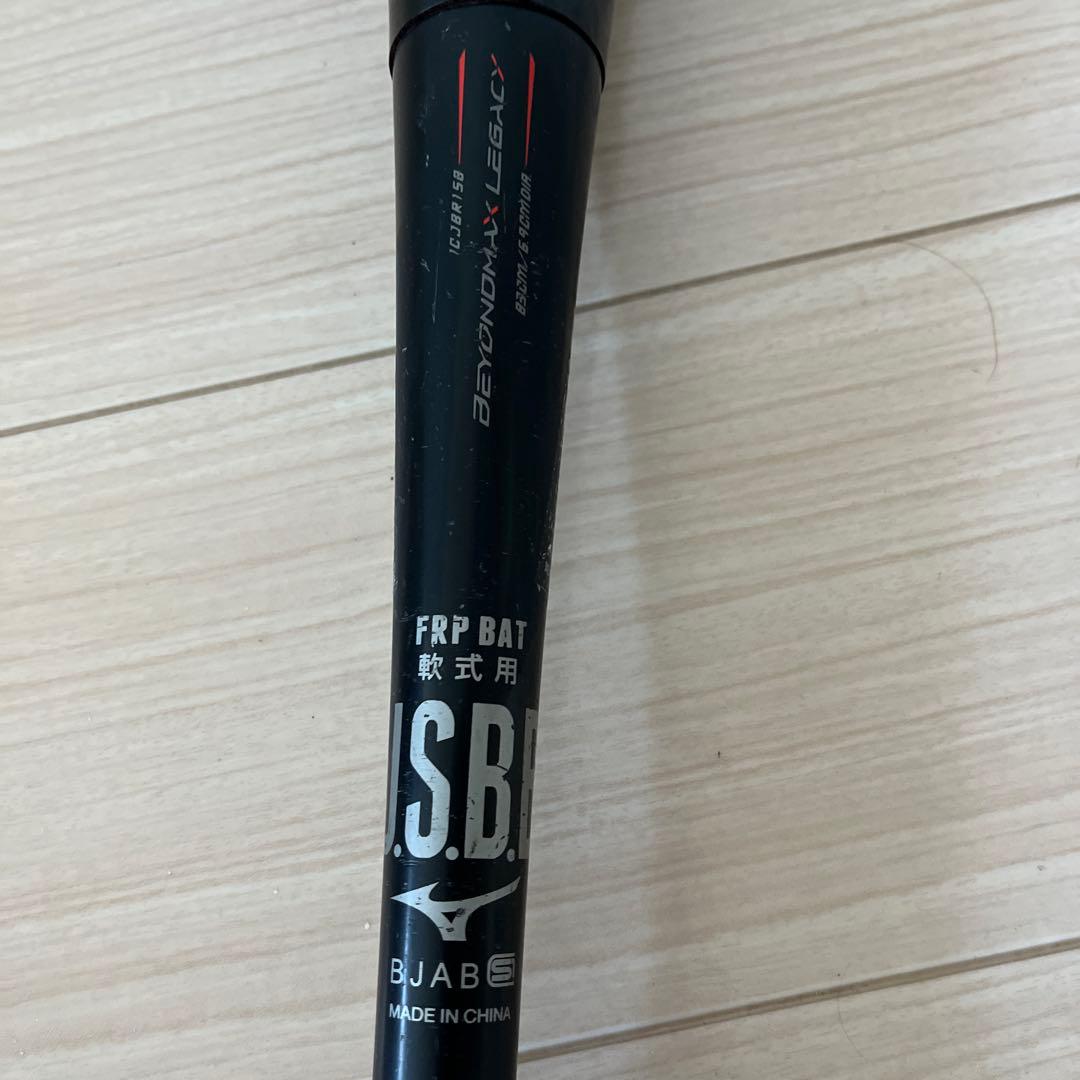 1CJBR158
BEYONDMAX LEGACY
83cm/6.9cmDIA
FRP BAT
軟式用
J.S.B.B
BJAB S
MADE IN CHINA